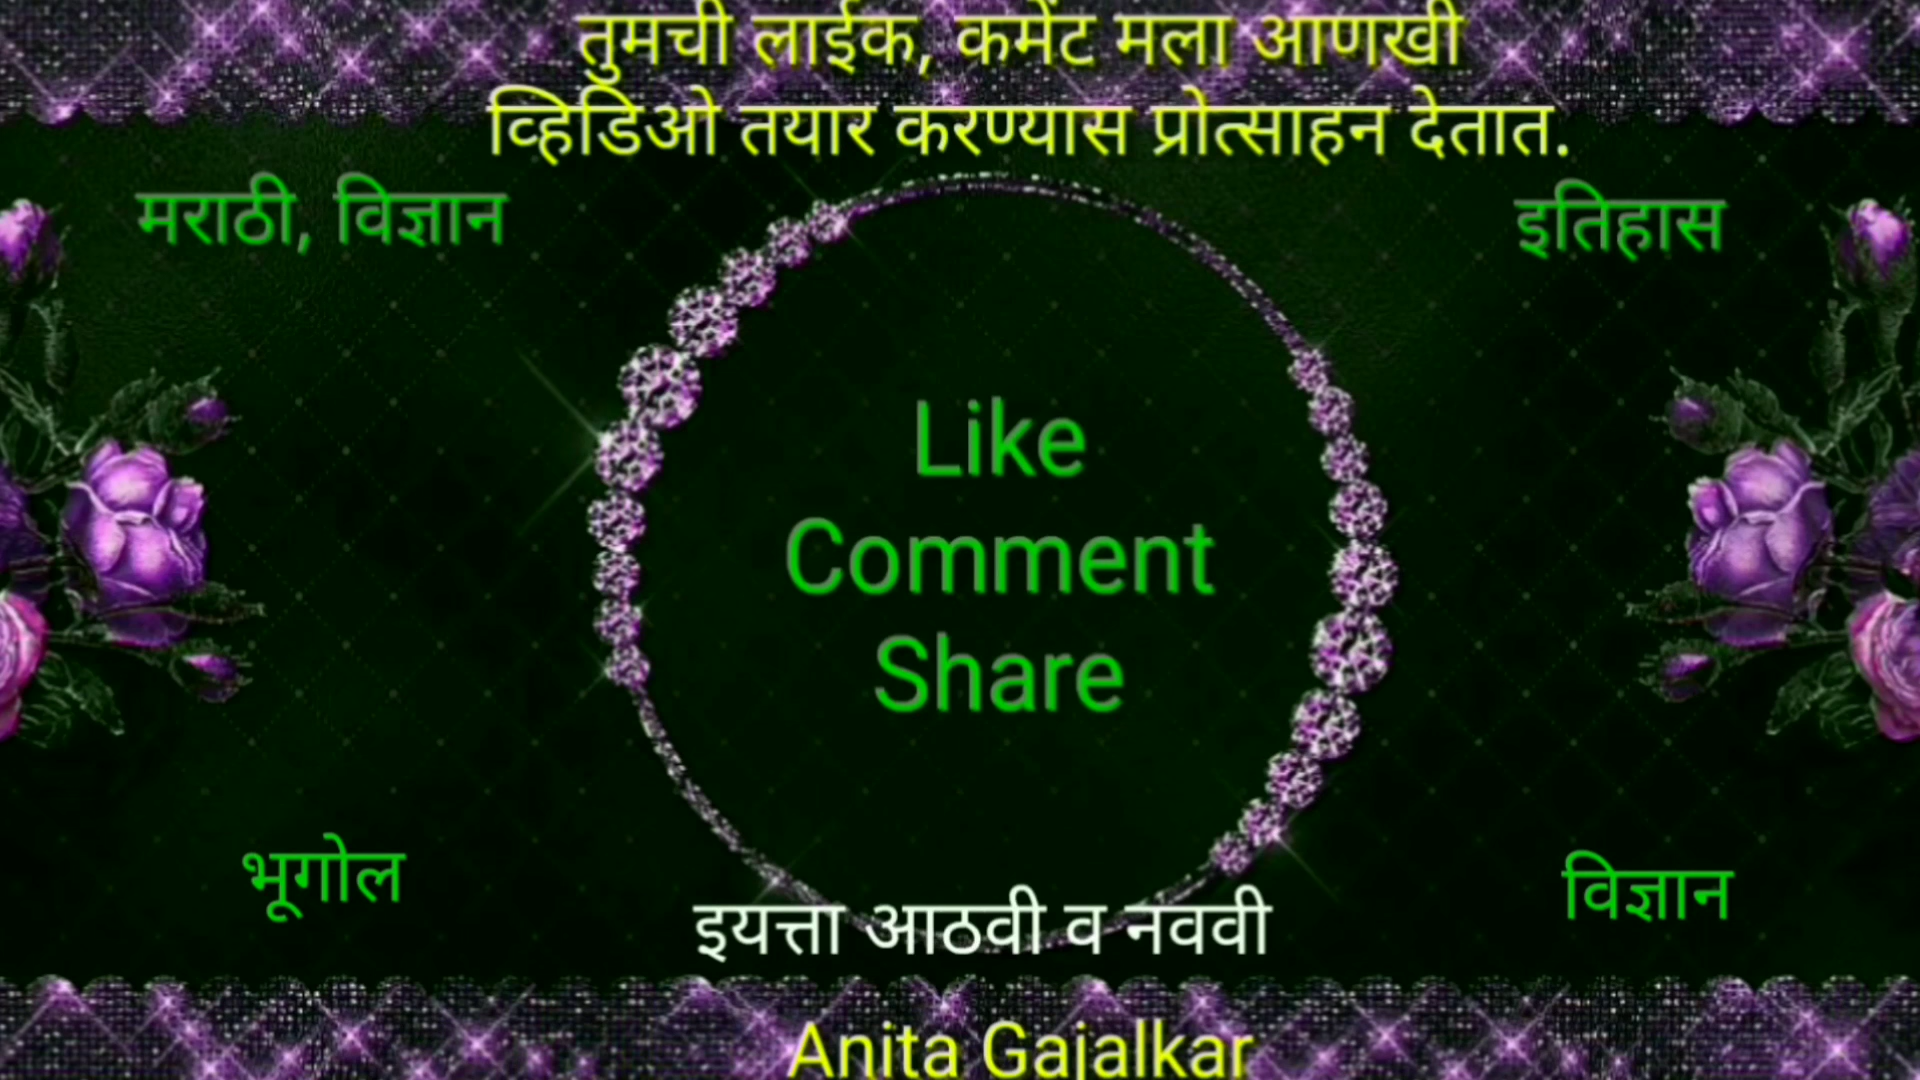 तुमची लाईक, कमेंट मला आणखी
व्हिडिओ तयार करण्यास प्रोत्साहन देतात.
मराठी, विज्ञान
इतिहास
Like
Comment
Share
भूगोल
विज्ञान
इयत्ता आठवी व नववी
Anita Gajalkar